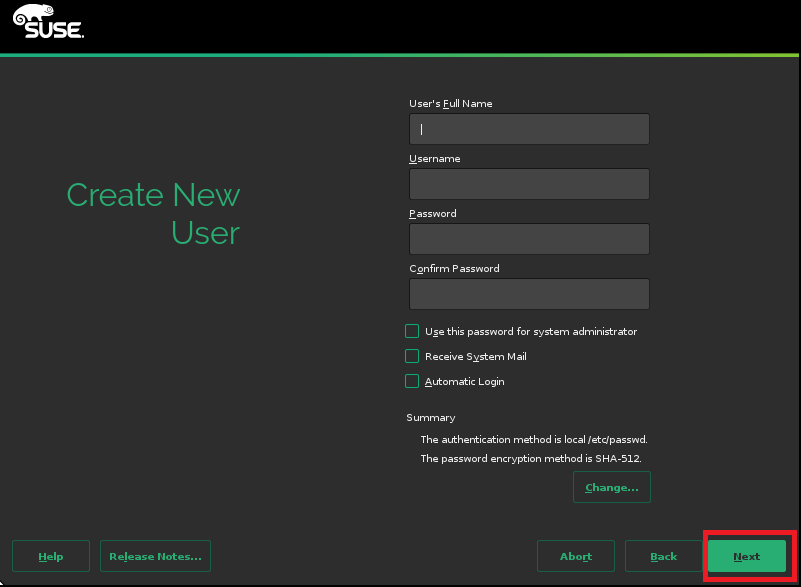 SUSE.
Create New
User
User's Full Name
Username
Password
Confirm Password
Use this password for system administrator
Receive System Mail
Automatic Login
Summary
The authentication method is local /etc/passwd.
The password encryption method is SHA-512.
Change...
Help
Release Notes...
Abort
Back
Next